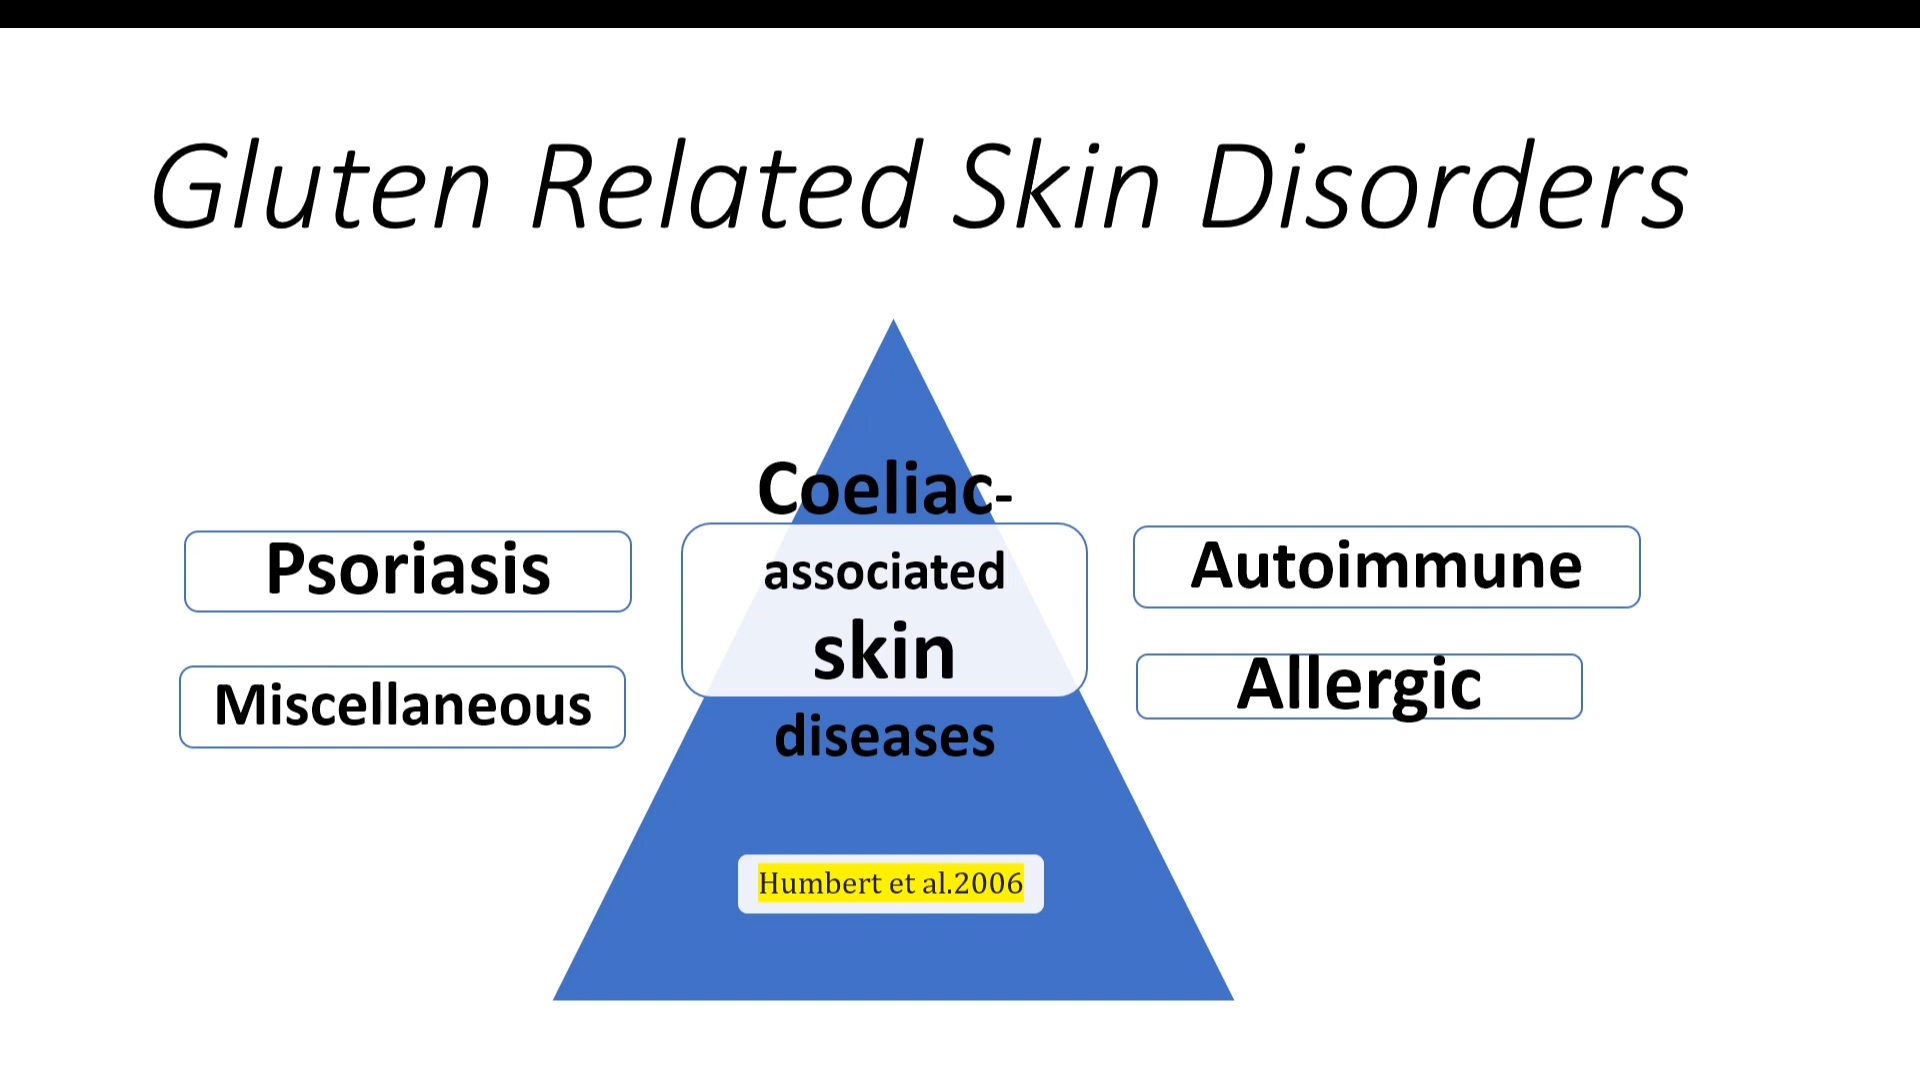 Gluten Related Skin Disorders
Coeliac-
associated
skin
diseases
Psoriasis
Miscellaneous
Autoimmune
Allergic
Humbert et al.2006